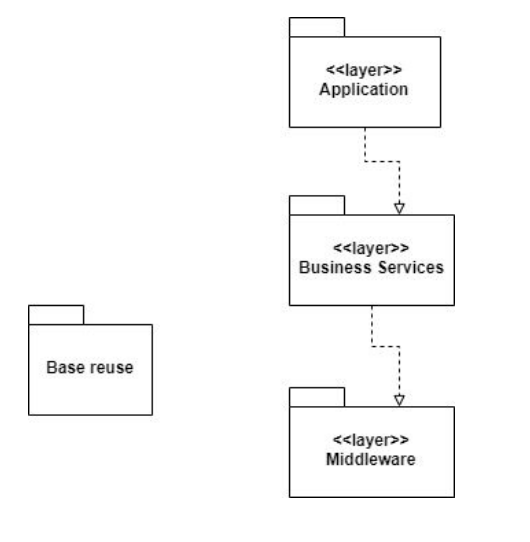 <<layer>>
Application
<<layer>>
Business Services
Base reuse
<<layer>>
Middleware